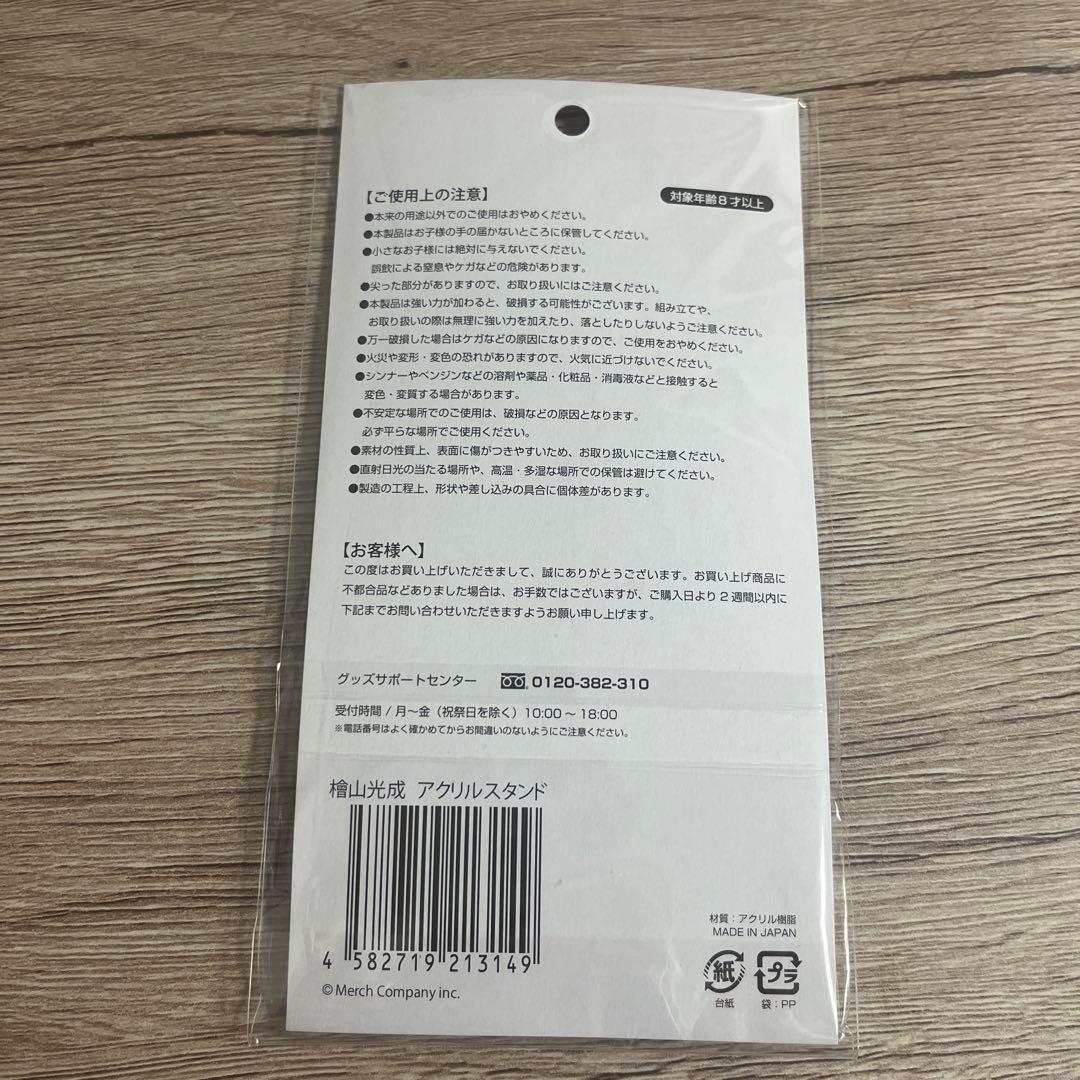 【ご使用上の注意】
対象年齢8才以上
●本来の用途以外でのご使用はおやめください。
●本製品はお子様の手の届かないところに保管してください。
●小さなお子様には絶対に与えないでください。
誤飲による窒息やケガなどの危険があります。
●尖った部分がありますので、お取り扱いにはご注意ください。
●本製品は強い力が加わると、破損する可能性がございます。組み立てや、
お取り扱いの際は無理に強い力を加えたり、落としたりしないようご注意ください。
●万一破損した場合はケガなどの原因になりますので、ご使用をおやめください。
●火災や変形・変色の恐れがありますので、火気に近づけないでください。
●シンナーやベンジンなどの溶剤や薬品・化粧品・消毒液などと接触すると
変色・変質する場合があります。
●不安定な場所でのご使用は、破損などの原因となります。
必ず平らな場所でご使用ください。
●素材の性質上、表面に傷がつきやすいため、お取り扱いにご注意ください。
●直射日光の当たる場所や、高温・多湿な場所での保管は避けてください。
●製造の工程上、形状や差し込みの具合に個体差があります。
【お客様へ】
この度はお買い上げいただきまして、誠にありがとうございます。お買い上げ商品に
不都合品などありました場合は、お手数ではございますが、ご購入日より2週間以内に
下記までお問い合わせいただきますようお願い申し上げます。
グッズサポートセンター 0120-382-310
受付時間 / 月〜金（祝祭日を除く）10:00 〜 18:00
※電話番号はよく確かめてからお間違いのないようにご注意ください。
檜山光成 アクリルスタンド
4 582719 213149
© Merch Company inc.
材質：アクリル樹脂
MADE IN JAPAN
紙 プラ
台紙 袋：PP